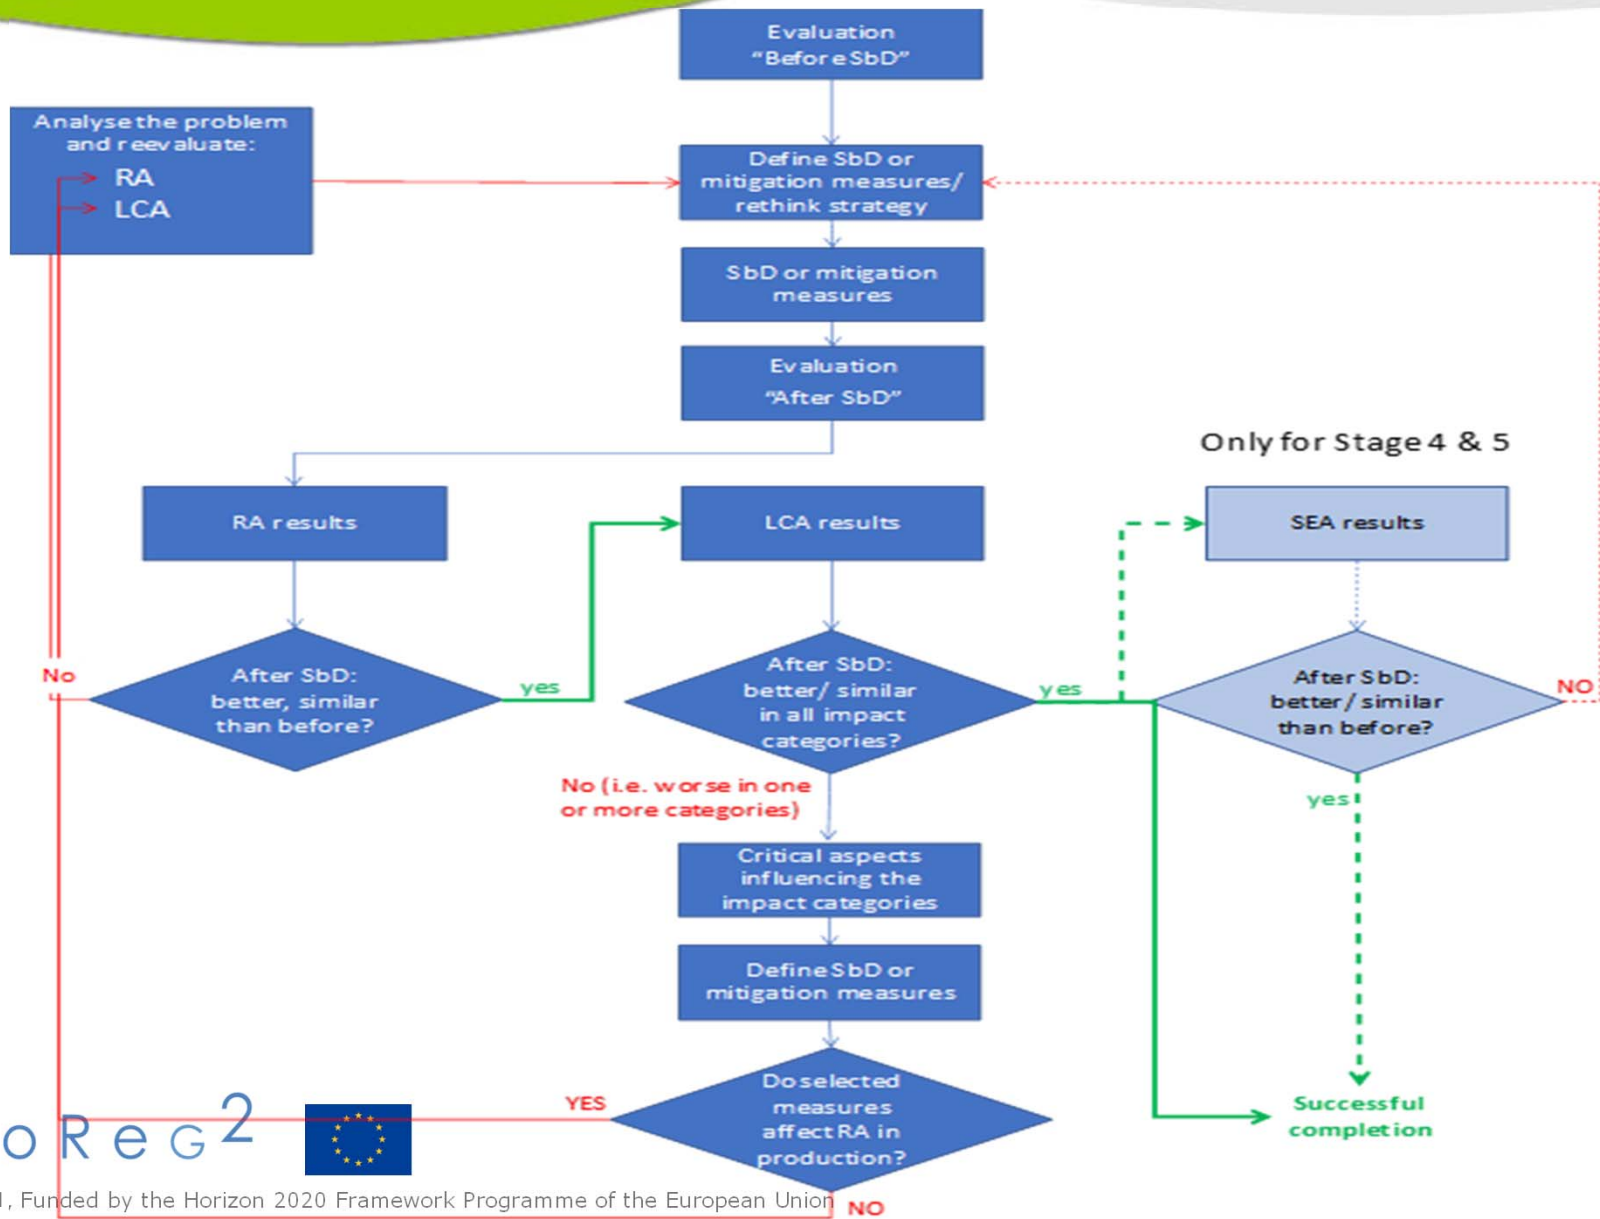 Evaluation
“Before SbD”
Analyse the problem
and reevaluate:
RA
LCA
Define SbD or
mitigation measures/
rethink strategy
SbD or mitigation
measures
Evaluation
“After SbD”
Only for Stage 4 & 5
RA results
LCA results
SEA results
No
After SbD:
better, similar
than before?
yes
After SbD:
better/ similar
in all impact
categories?
yes
After SbD:
better/ similar
than before?
NO
No (i.e. worse in one
or more categories)
yes
Critical aspects
influencing the
impact categories
Define SbD or
mitigation measures
Do selected
measures
affect RA in
production?
YES
Successful
completion
oReG2
, Funded by the Horizon 2020 Framework Programme of the European Union
NO